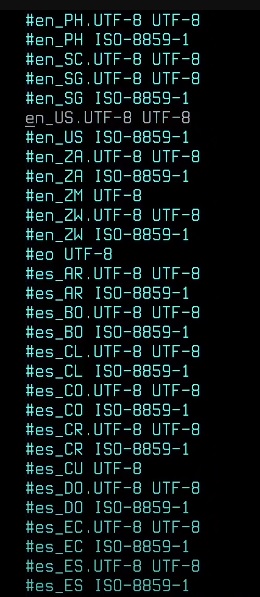 #en_PH.UTF-8 UTF-8
#en_PH ISO-8859-1
#en_SC.UTF-8 UTF-8
#en_SG.UTF-8 UTF-8
#en_SG ISO-8859-1
en_US.UTF-8 UTF-8
#en_US ISO-8859-1
#en_ZA.UTF-8 UTF-8
#en_ZA ISO-8859-1
#en_ZM UTF-8
#en_ZW.UTF-8 UTF-8
#en_ZW ISO-8859-1
#eo UTF-8
#es_AR.UTF-8 UTF-8
#es_AR ISO-8859-1
#es_BO.UTF-8 UTF-8
#es_BO ISO-8859-1
#es_CL.UTF-8 UTF-8
#es_CL ISO-8859-1
#es_CO.UTF-8 UTF-8
#es_CO ISO-8859-1
#es_CR.UTF-8 UTF-8
#es_CR ISO-8859-1
#es_CU UTF-8
#es_DO.UTF-8 UTF-8
#es_DO ISO-8859-1
#es_EC.UTF-8 UTF-8
#es_EC ISO-8859-1
#es_ES.UTF-8 UTF-8
#es_ES ISO-8859-1